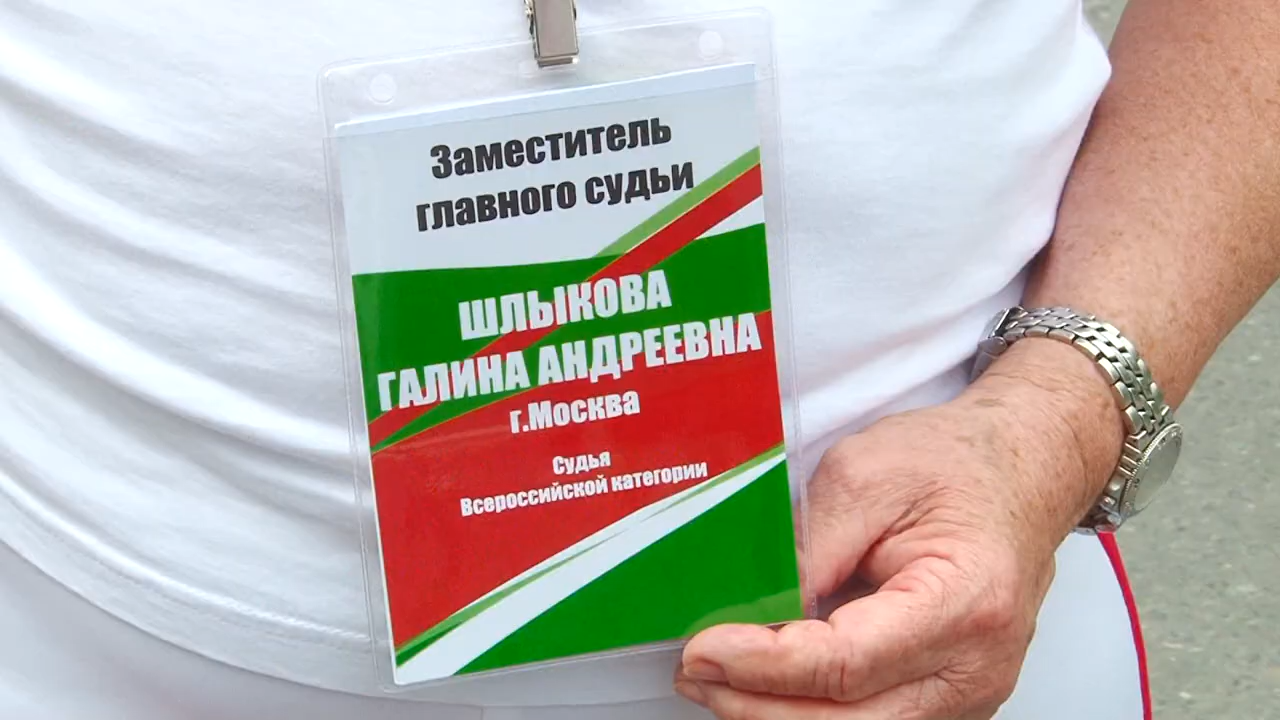 Заместитель
главного судьи
ШЛЫКОВА
ГАЛИНА АНДРЕЕВНА
г.Москва
Судья
Всероссийской категории